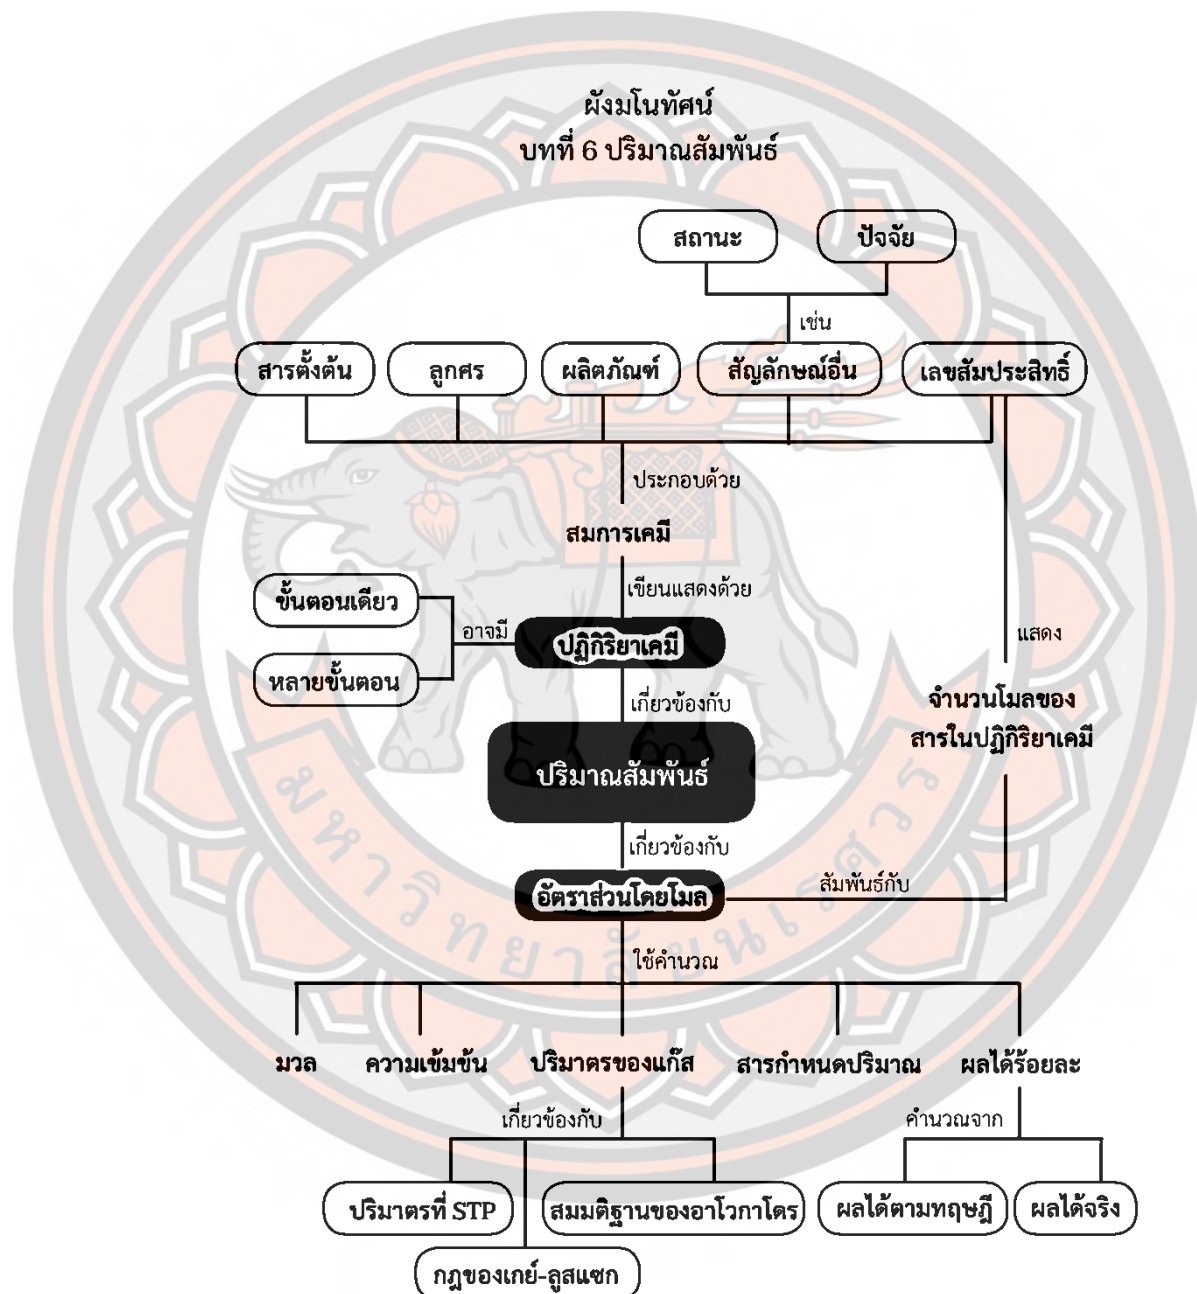 ผังมโนทัศน์
บทที่ 6 ปริมาณสัมพันธ์
สถานะ
ปัจจัย
เช่น
สารตั้งต้น
ลูกศร
ผลิตภัณฑ์
สัญลักษณ์อื่น
เลขสัมประสิทธิ์
ประกอบด้วย
สมการเคมี
เขียนแสดงด้วย
ขั้นตอนเดียว
อาจมี
ปฏิกิริยาเคมี
แสดง
หลายขั้นตอน
เกี่ยวข้องกับ
จำนวนโมลของ
สารในปฏิกิริยาเคมี
ปริมาณสัมพันธ์
เกี่ยวข้องกับ
อัตราส่วนโดยโมล
สัมพันธ์กับ
มหาวิทยาลัยนเรศวร
ใช้คำนวณ
มวล
ความเข้มข้น
ปริมาตรของแก๊ส
สารกำหนดปริมาณ
ผลได้ร้อยละ
เกี่ยวข้องกับ
คำนวณจาก
ปริมาตรที่ STP
สมมติฐานของอาโวกาโดร
ผลได้ตามทฤษฎี
ผลได้จริง
กฎของเกย์-ลูสแซก